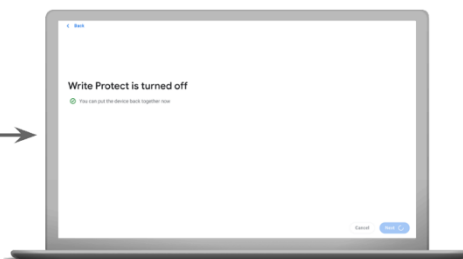 Back
Write Protect is turned off
You can put the device back together now
Cancel
Next